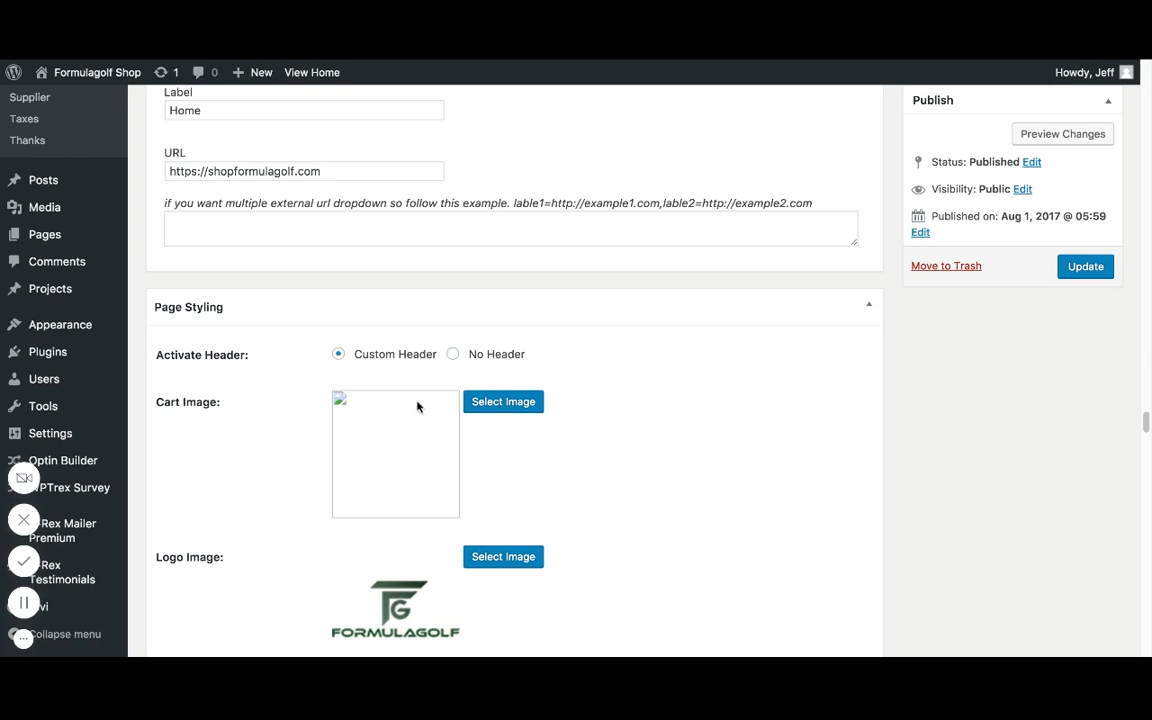 Formulagolf Shop
1
0
New
View Home
Howdy, Jeff
Supplier
Taxes
Thanks
Posts
Media
Pages
Comments
Projects
Appearance
Plugins
Users
Tools
Settings
Optin Builder
PTrex Survey
-Rex Mailer
Premium
-Rex
Testimonials
vi
Collapse menu
Label
Home
URL
https://shopformulagolf.com
if you want multiple external url dropdown so follow this example. lable1=http://example1.com,lable2=http://example2.com
Page Styling
Activate Header:
Custom Header
No Header
Cart Image:
Select Image
Logo Image:
Select Image
FG
FORMULAGOLF
Publish
Preview Changes
Status: Published Edit
Visibility: Public Edit
Published on: Aug 1, 2017 @ 05:59
Edit
Move to Trash
Update